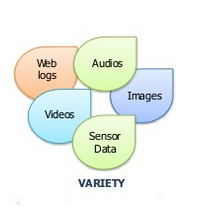 Web
logs
Audios
Images
Videos
Sensor
Data
VARIETY